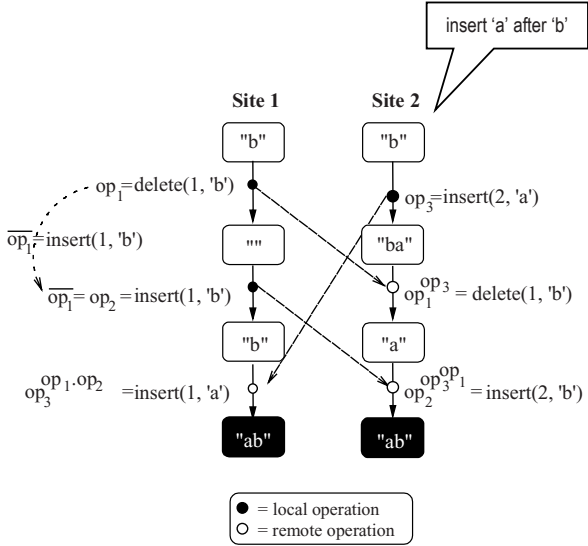 insert ‘a’ after ‘b’
Site 1 Site 2
"b" "b"
op1=delete(1, 'b')
op3=insert(2, 'a')
op1=insert(1, 'b')
"" "ba"
op1= op2 = insert(1, 'b')
op1op3 = delete(1, 'b')
"b" "a"
op3op1.op2 =insert(1, 'a')
op2op3op1 = insert(2, 'b')
"ab" "ab"
= local operation
= remote operation